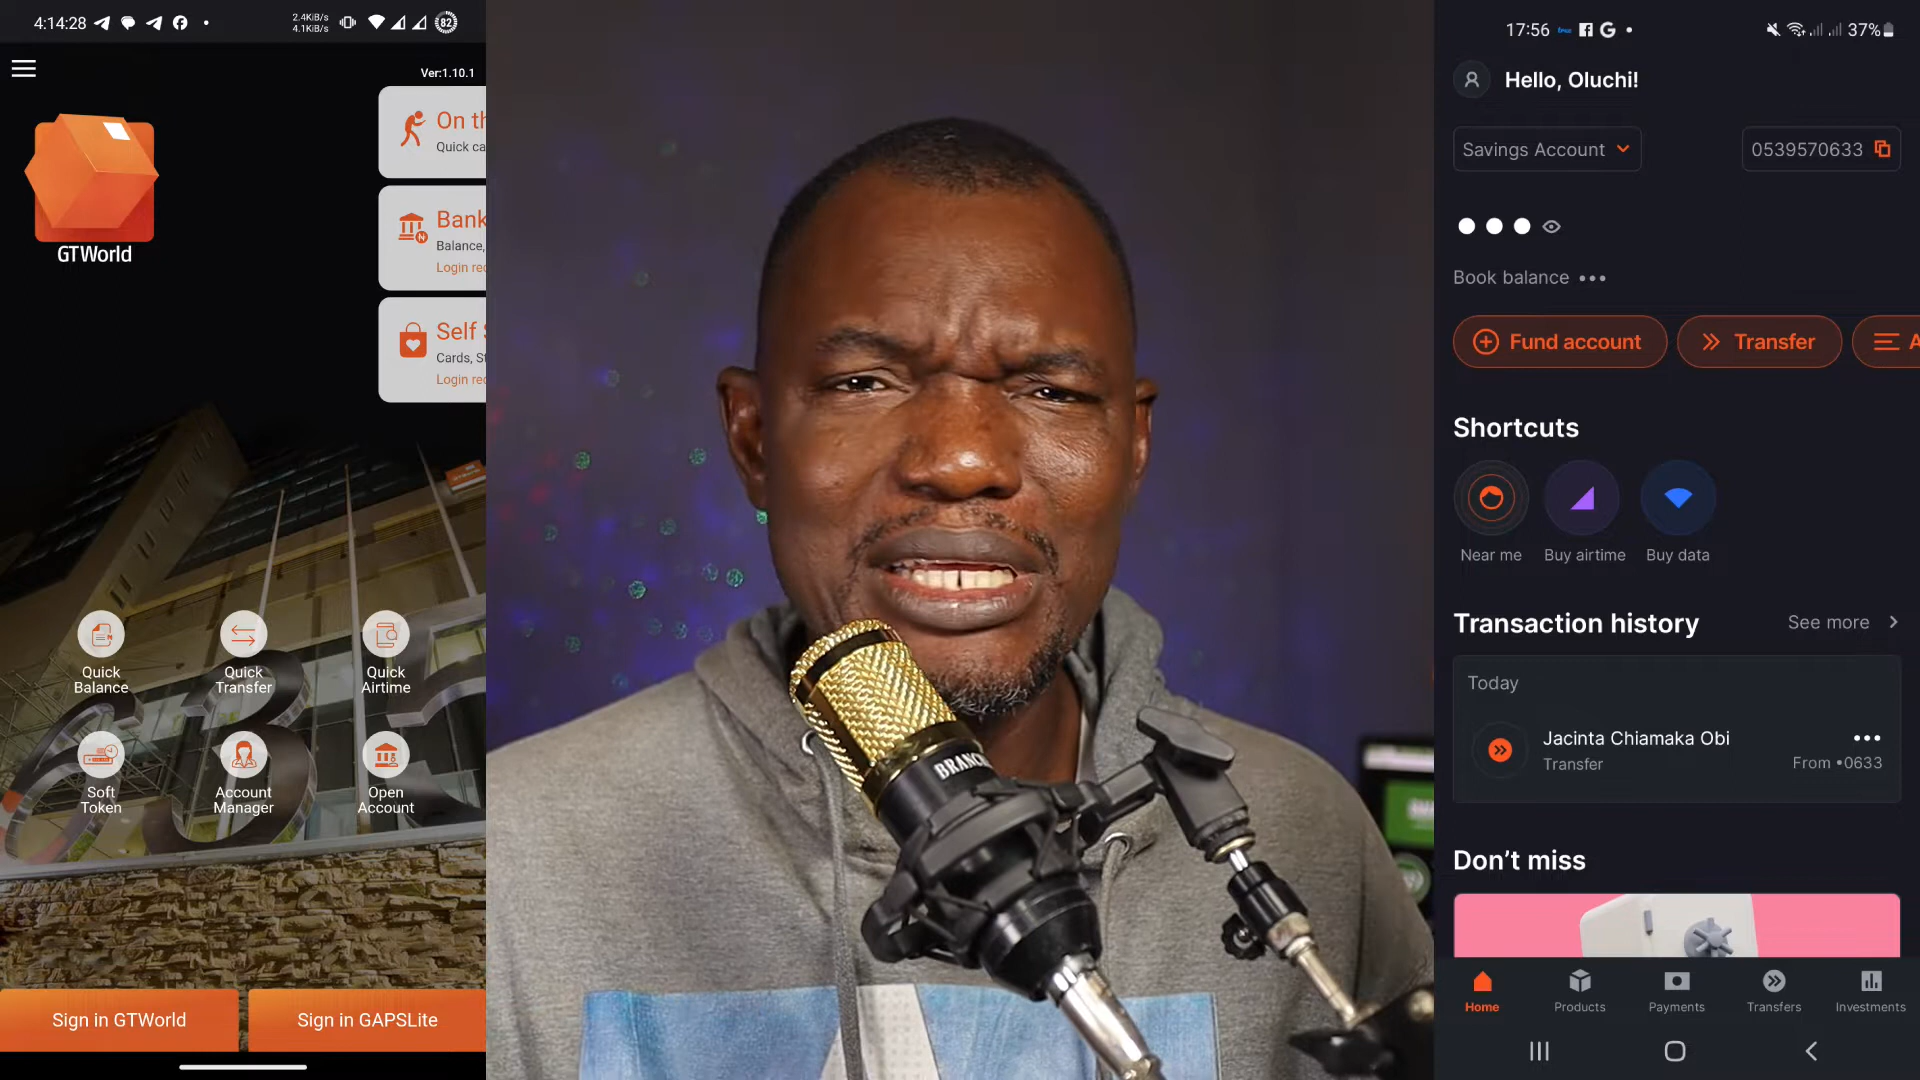 4:14:28
2.4KiB/s
4.1KiB/s
82
Ver:1.10.1
GTWorld
On th
Quick ca
Bank
Balance,
Login rec
Self S
Cards, St
Login rec
Quick
Balance
Quick
Transfer
Quick
Airtime
Soft
Token
Account
Manager
Open
Account
Sign in GTWorld
Sign in GAPSLite
17:56
37%
Hello, Oluchi!
Savings Account
0539570633
Book balance
Fund account
Transfer
A
Shortcuts
Near me
Buy airtime
Buy data
Transaction history
See more
Today
Jacinta Chiamaka Obi
Transfer
From •0633
Don’t miss
Home
Products
Payments
Transfers
Investments